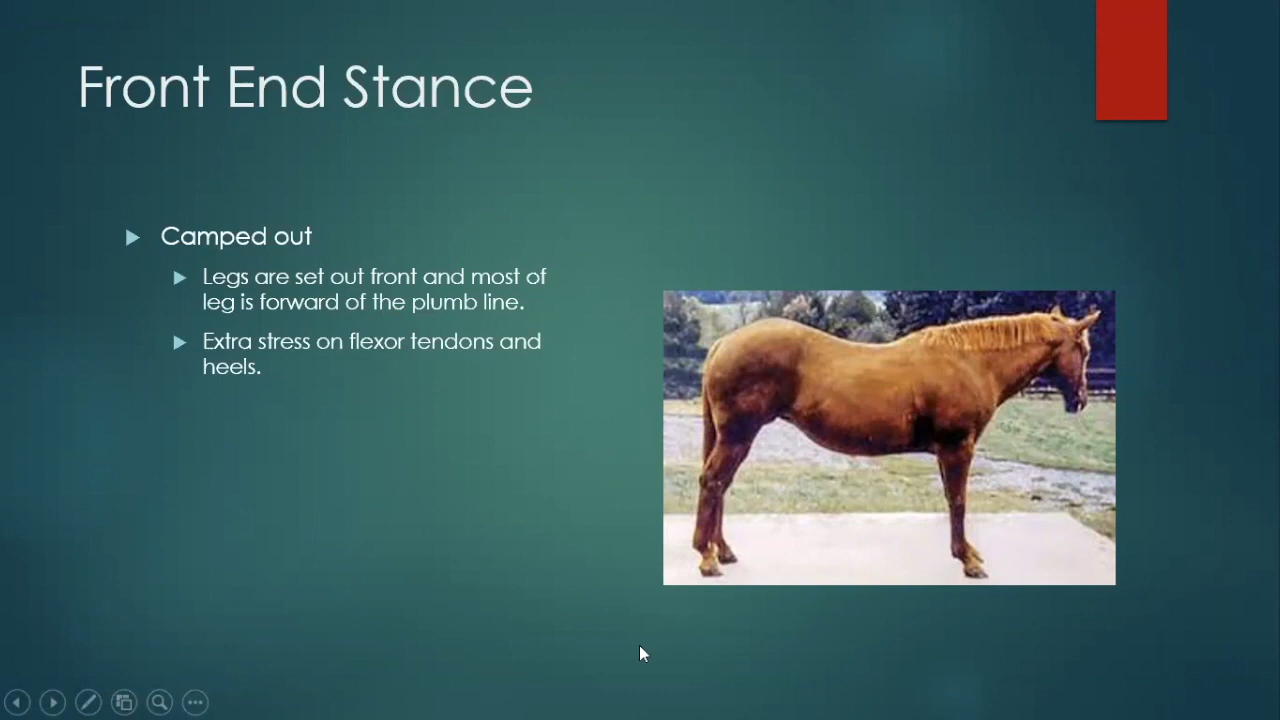 Front End Stance
Camped out
Legs are set out front and most of
leg is forward of the plumb line.
Extra stress on flexor tendons and
heels.